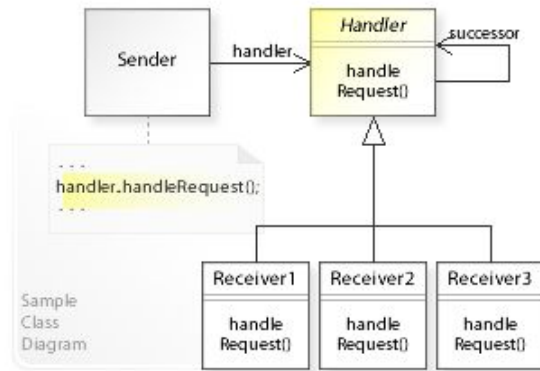 Handler
successor
handler
Sender
handle
Request()
. . .
handler.handleRequest();
. . .
Receiver1
Receiver2
Receiver3
handle
Request()
handle
Request()
handle
Request()
Sample
Class
Diagram